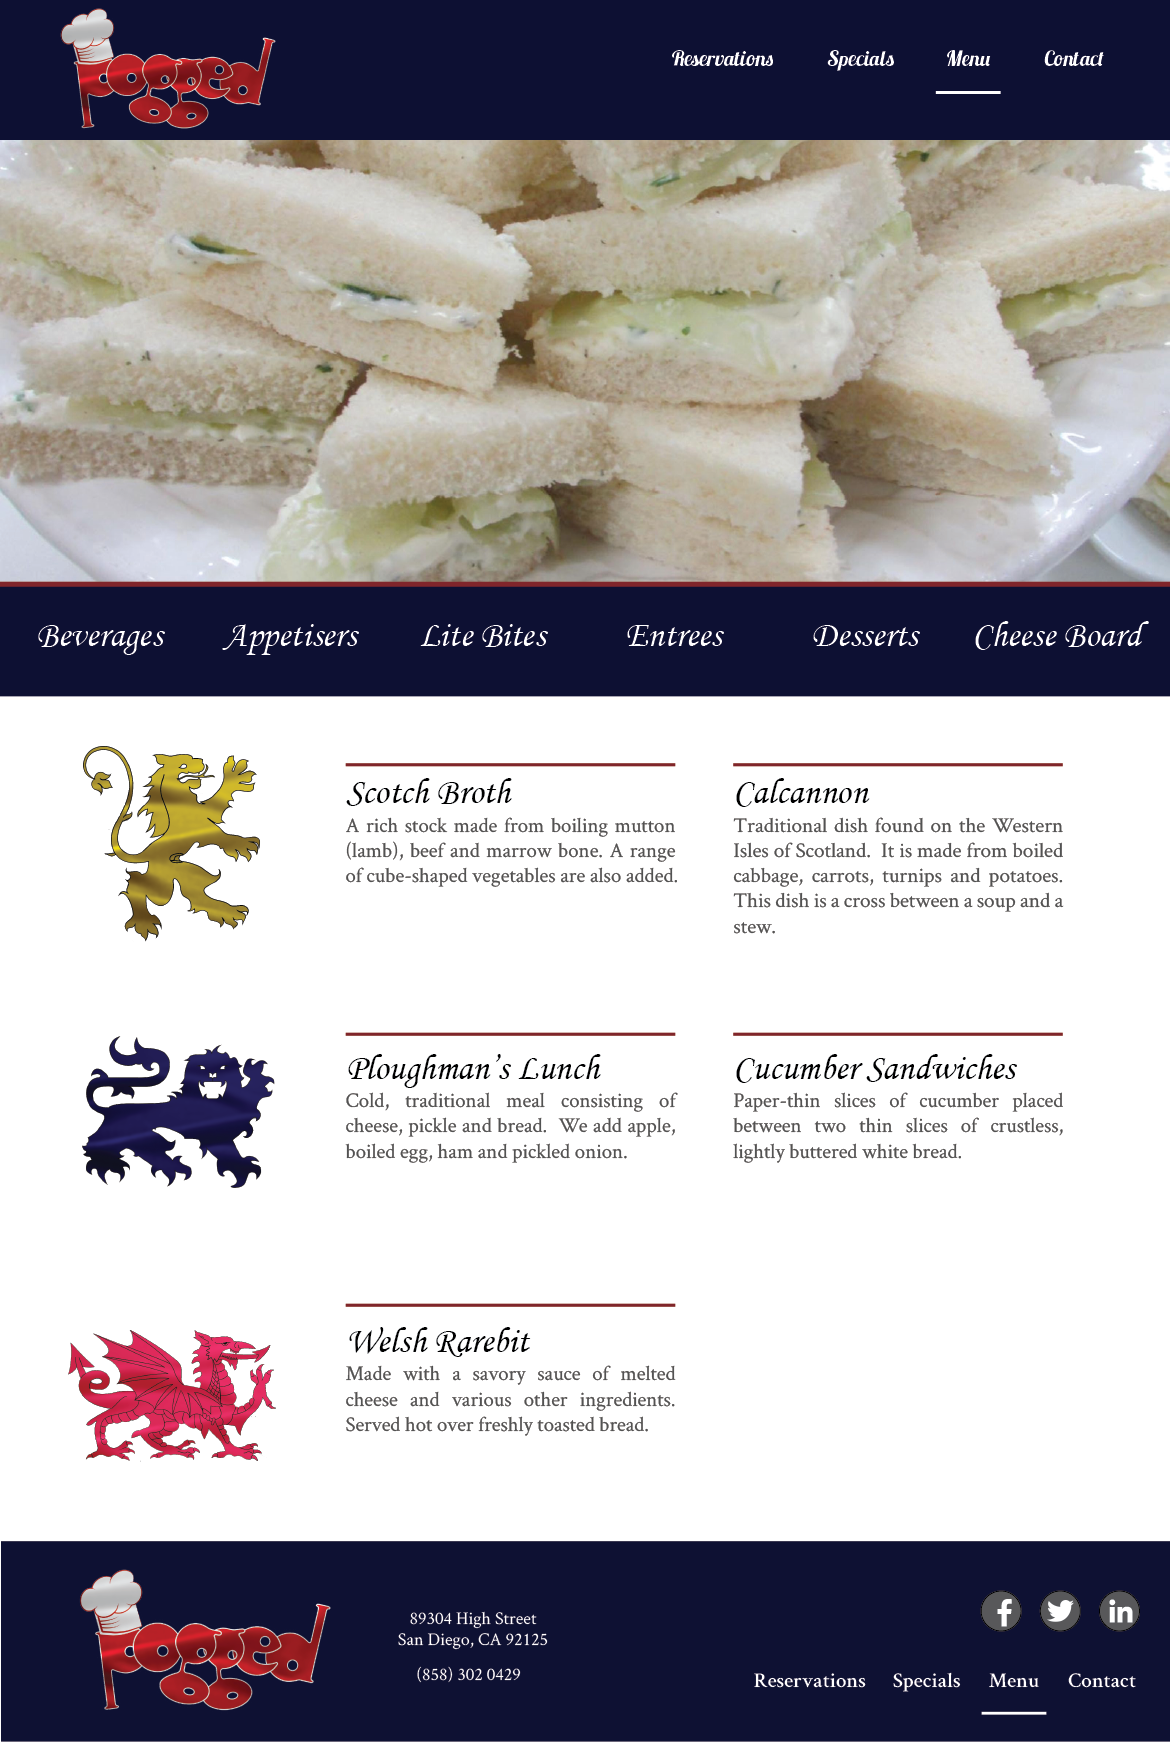 Pogged
Reservations Specials Menu Contact
Beverages Appetisers Lite Bites Entrees Desserts Cheese Board
Scotch Broth
A rich stock made from boiling mutton
(lamb), beef and marrow bone. A range
of cube-shaped vegetables are also added.
Calcannon
Traditional dish found on the Western
Isles of Scotland. It is made from boiled
cabbage, carrots, turnips and potatoes.
This dish is a cross between a soup and a
stew.
Ploughman's Lunch
Cold, traditional meal consisting of
cheese, pickle and bread. We add apple,
boiled egg, ham and pickled onion.
Cucumber Sandwiches
Paper-thin slices of cucumber placed
between two thin slices of crustless,
lightly buttered white bread.
Welsh Rarebit
Made with a savory sauce of melted
cheese and various other ingredients.
Served hot over freshly toasted bread.
Pogged
89304 High Street
San Diego, CA 92125
(858) 302 0429
f in
Reservations Specials Menu Contact